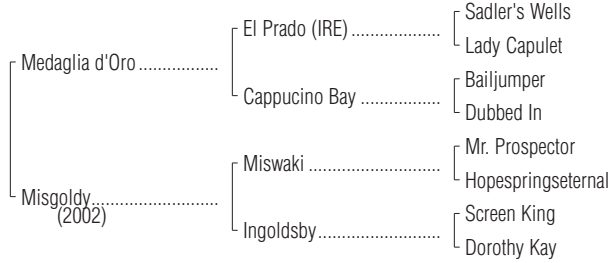 Sadler's Wells
El Prado (IRE) ....................
Lady Capulet
Medaglia d'Oro ..................
Bailjumper
Cappucino Bay ..................
Dubbed In
Mr. Prospector
Miswaki ..............................
Hopespringseternal
Misgoldy.............................
(2002)
Screen King
Ingoldsby............................
Dorothy Kay